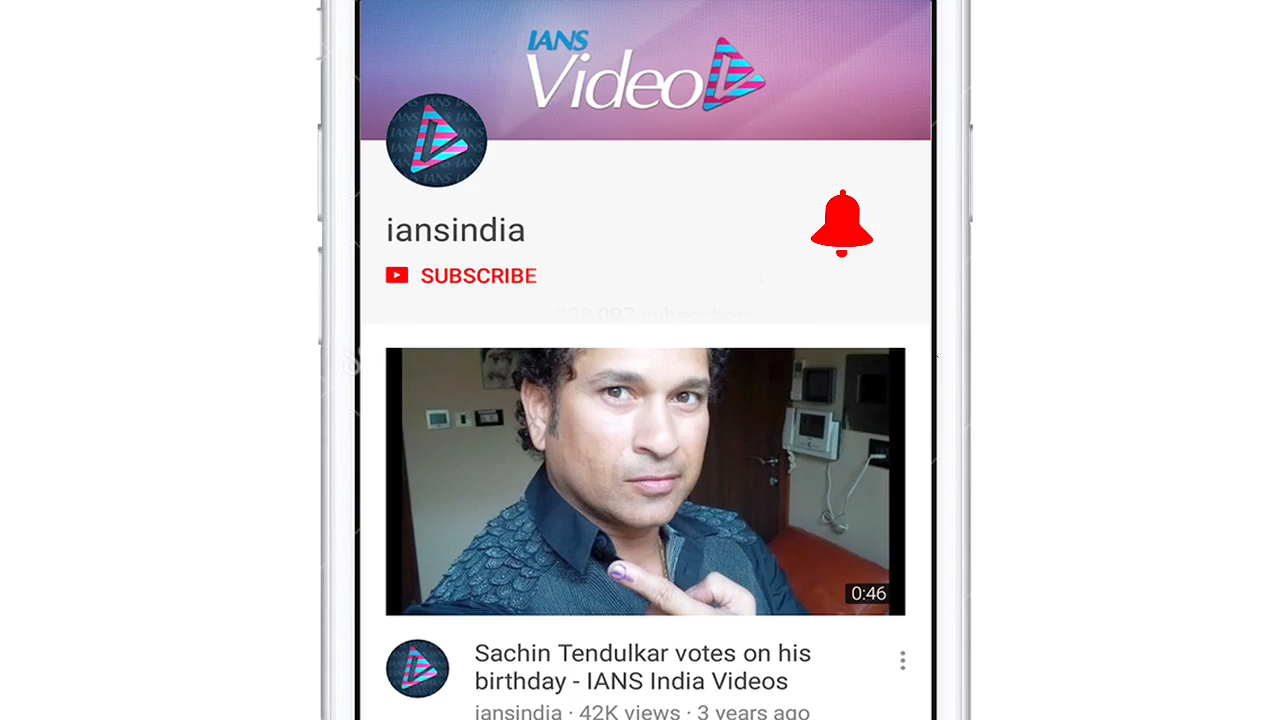 IANS
Video
iansindia
SUBSCRIBE
0:46
Sachin Tendulkar votes on his
birthday - IANS India Videos
iansindia · 42K views · 3 years ago